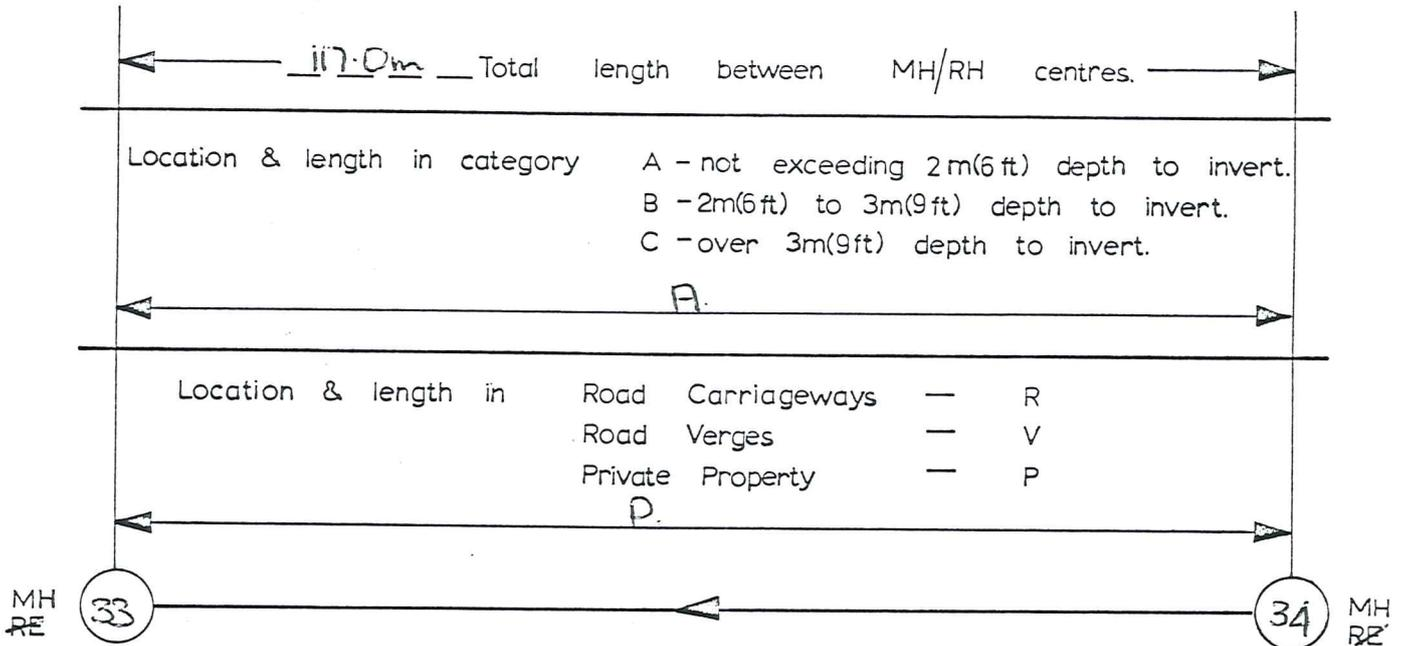 117.0m Total length between MH/RH centres.
Location & length in category A - not exceeding 2m(6ft) depth to invert.
B - 2m(6ft) to 3m(9ft) depth to invert.
C - over 3m(9ft) depth to invert.
A.
Location & length in Road Carriageways — R
Road Verges — V
Private Property — P
P.
MH 33 34 MH
RE RE